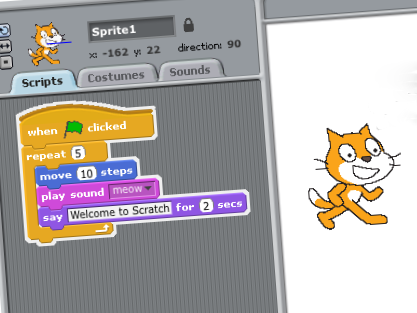 Sprite1
x: -162 y: 22 direction: 90
Scripts Costumes Sounds
when clicked
repeat 5
move 10 steps
play sound meow
say Welcome to Scratch for 2 secs